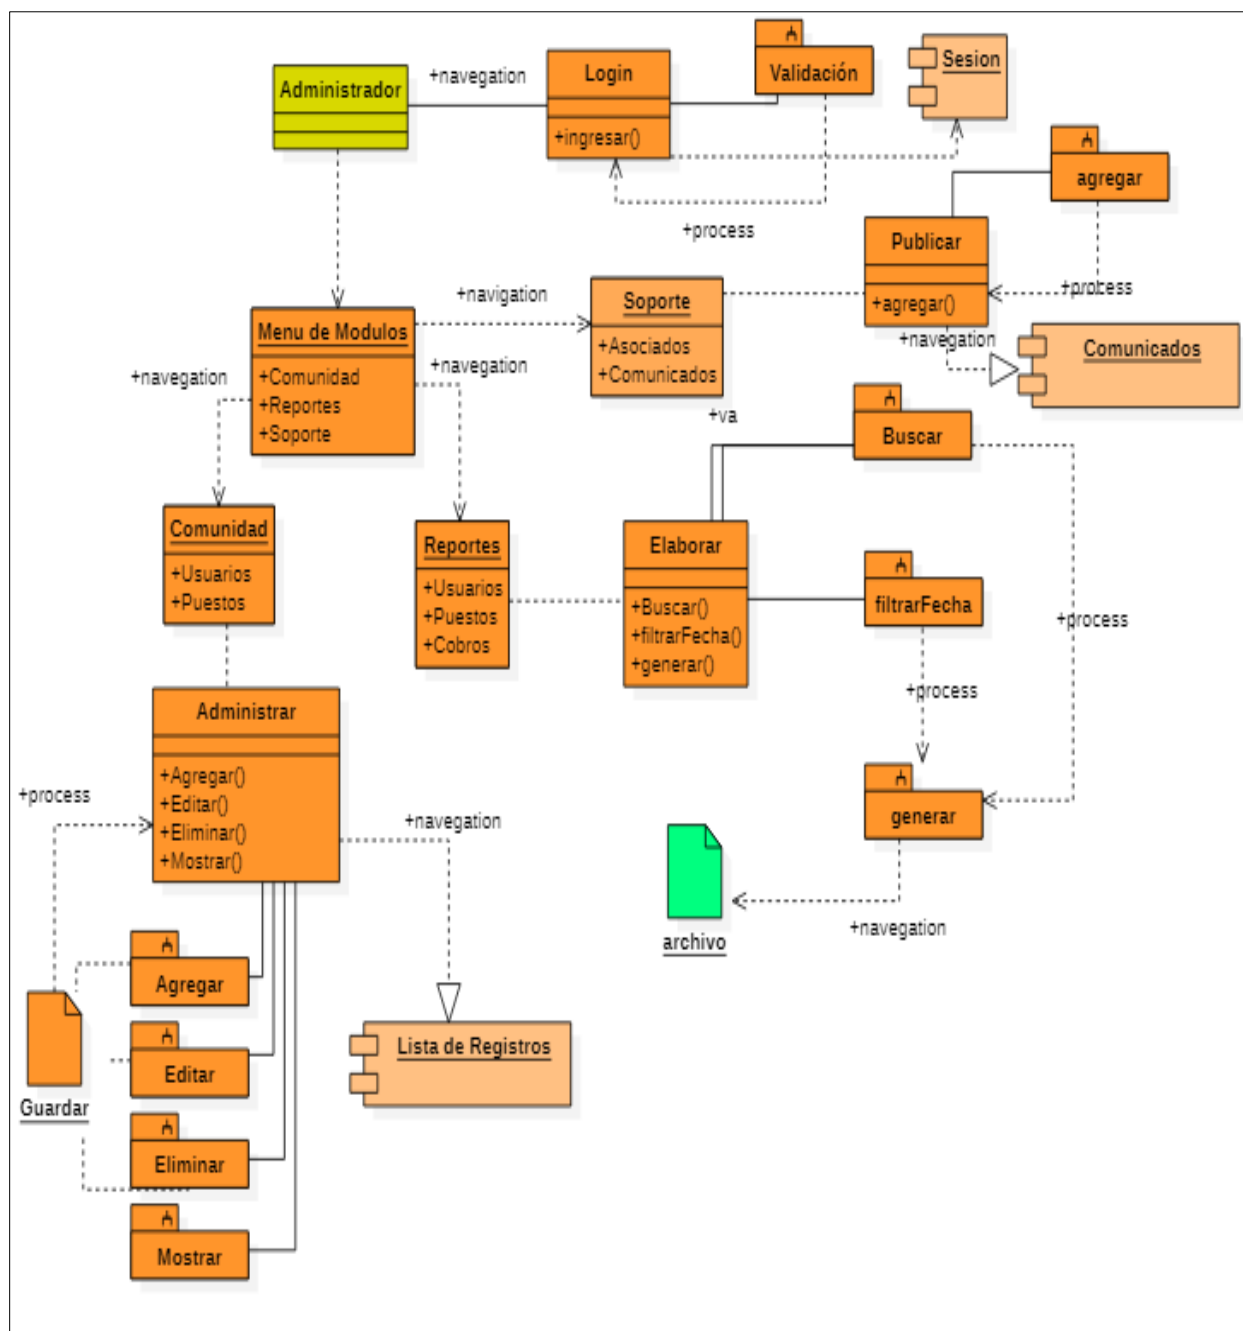 Administrador
+navegation
Login
+ingresar()
Validación
Sesion
+process
agregar
Publicar
+agregar()
+process
+navegation
Comunicados
Menu de Modulos
+Comunidad
+Reportes
+Soporte
+navigation
Soporte
+Asociados
+Comunicados
+navegation
+navegation
+va
Buscar
Comunidad
+Usuarios
+Puestos
Reportes
+Usuarios
+Puestos
+Cobros
Elaborar
+Buscar()
+filtrarFecha()
+generar()
filtrarFecha
+process
+process
generar
+navegation
archivo
Administrar
+Agregar()
+Editar()
+Eliminar()
+Mostrar()
+process
+navegation
Agregar
Editar
Guardar
Eliminar
Mostrar
Lista de Registros